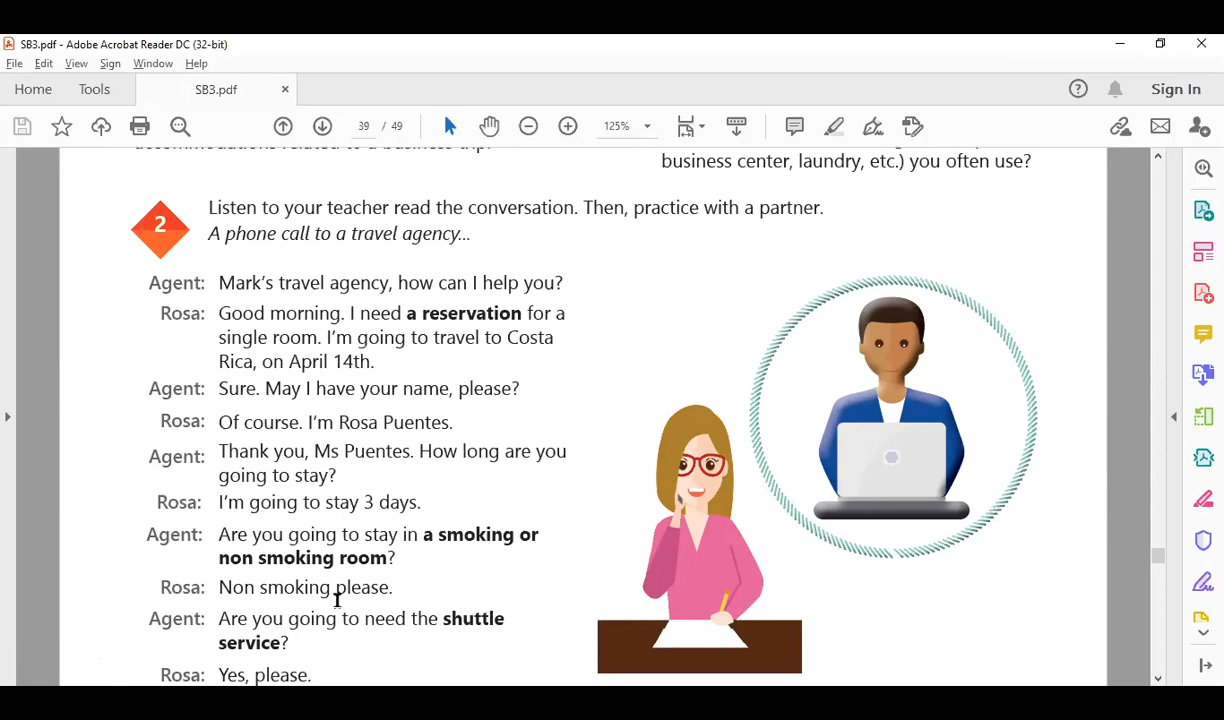 SB3.pdf - Adobe Acrobat Reader DC (32-bit)
File Edit View Sign Window Help
Home Tools SB3.pdf × Sign In
39 / 49 125%
business center, laundry, etc.) you often use?
2 Listen to your teacher read the conversation. Then, practice with a partner.
A phone call to a travel agency...
Agent: Mark's travel agency, how can I help you?
Rosa: Good morning. I need a reservation for a
single room. I'm going to travel to Costa
Rica, on April 14th.
Agent: Sure. May I have your name, please?
Rosa: Of course. I'm Rosa Puentes.
Agent: Thank you, Ms Puentes. How long are you
going to stay?
Rosa: I'm going to stay 3 days.
Agent: Are you going to stay in a smoking or
non smoking room?
Rosa: Non smoking please.
Agent: Are you going to need the shuttle
service?
Rosa: Yes, please.